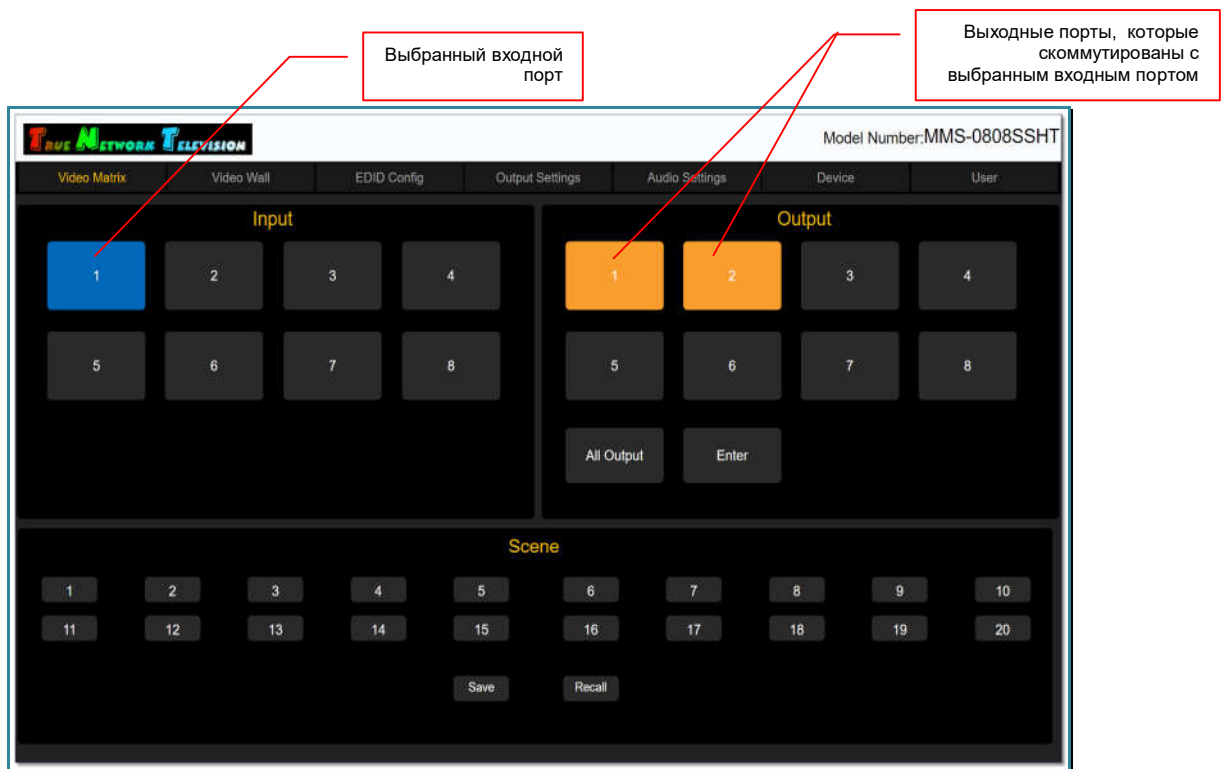 Выбранный входной
порт
Выходные порты, которые
скоммутированы с
выбранным входным портом
TRUE NETWORK TELEVISION
Model Number:MMS-0808SSHT
Video Matrix Video Wall EDID Config Output Settings Audio Settings Device User
Input
1 2 3 4
5 6 7 8
Output
1 2 3 4
5 6 7 8
All Output Enter
Scene
1 2 3 4 5 6 7 8 9 10
11 12 13 14 15 16 17 18 19 20
Save Recall